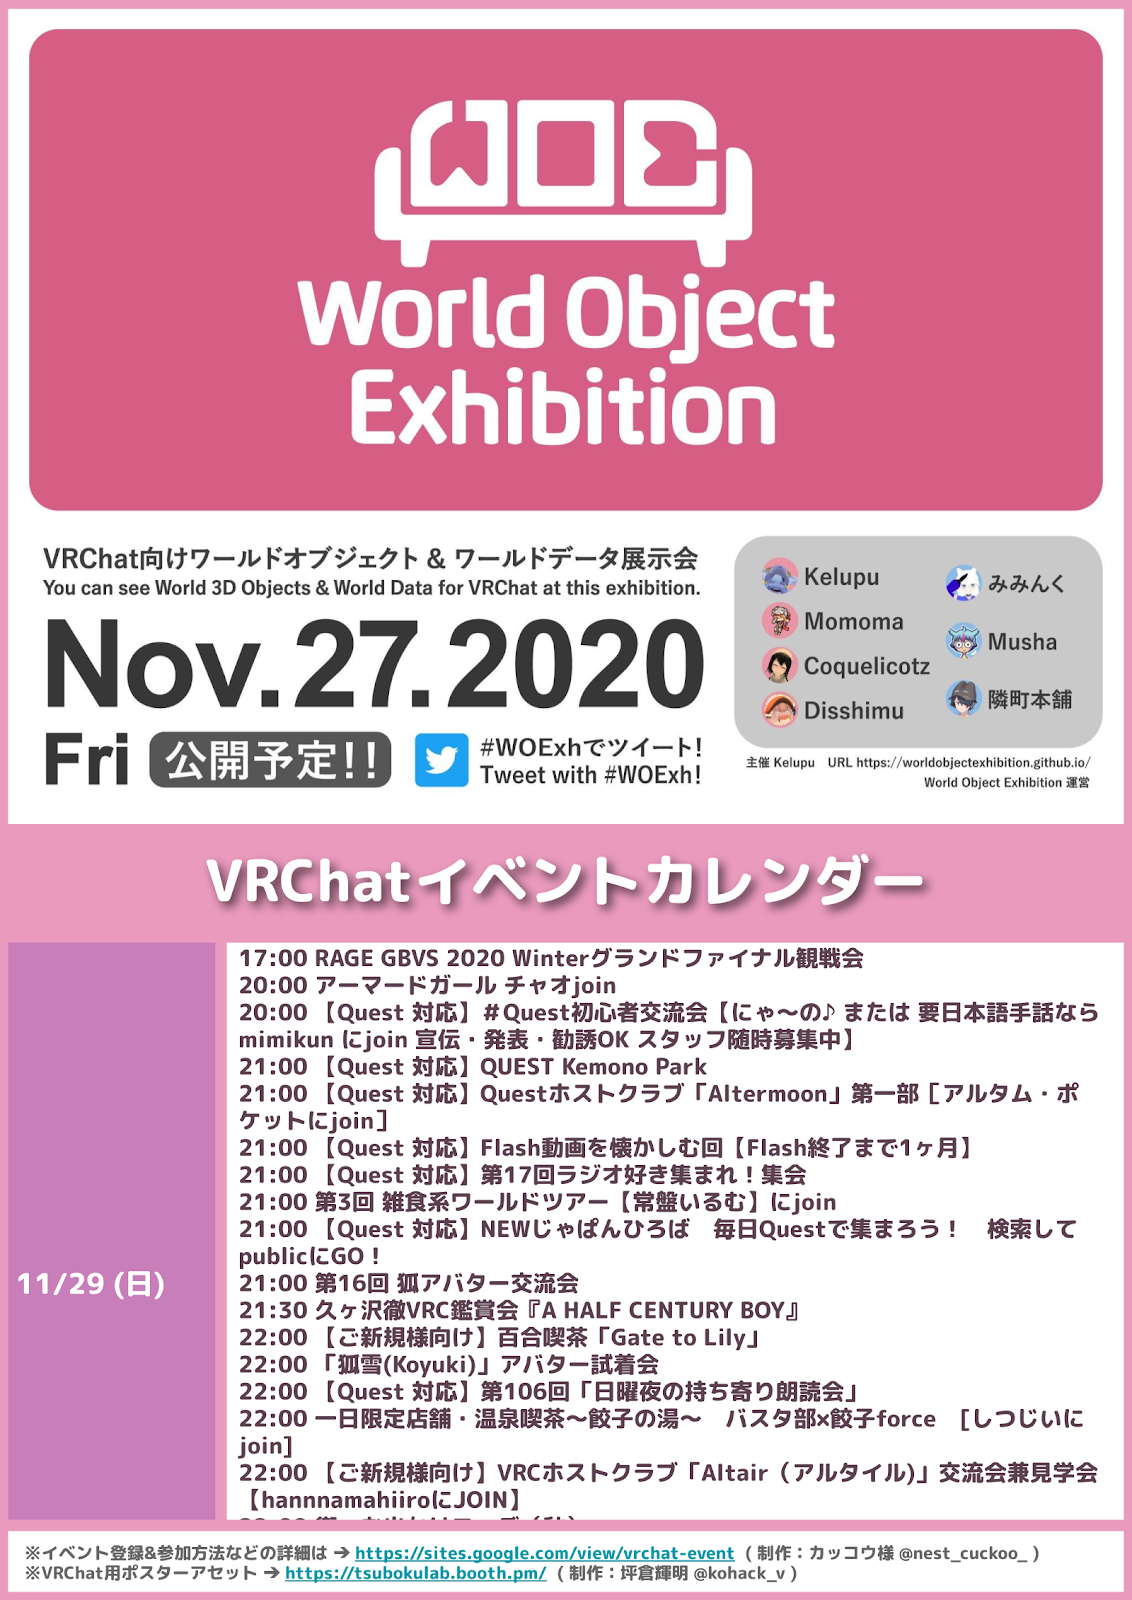 WOE
World Object
Exhibition
VRChat向けワールドオブジェクト & ワールドデータ展示会
You can see World 3D Objects & World Data for VRChat at this exhibition.
Nov.27.2020
Fri 公開予定!!
#WOExhでツイート!
Tweet with #WOExh!
Kelupu
Momoma
Coquelicotz
Disshimu
みみんく
Musha
隣町本舗
主催 Kelupu URL https://worldobjectexhibition.github.io/
World Object Exhibition 運営
VRChatイベントカレンダー
11/29 (日)
17:00 RAGE GBVS 2020 Winterグランドファイナル観戦会
20:00 アーマードガール チャオjoin
20:00 【Quest 対応】＃Quest初心者交流会【にゃ〜の♪ または 要日本語手話なら
mimikun にjoin 宣伝・発表・勧誘OK スタッフ随時募集中】
21:00 【Quest 対応】QUEST Kemono Park
21:00 【Quest 対応】Questホストクラブ「Altermoon」第一部［アルタム・ポ
ケットにjoin］
21:00 【Quest 対応】Flash動画を懐かしむ回【Flash終了まで1ヶ月】
21:00 【Quest 対応】第17回ラジオ好き集まれ！集会
21:00 第3回 雑食系ワールドツアー【常盤いるむ】にjoin
21:00 【Quest 対応】NEWじゃぱんひろば　毎日Questで集まろう！　検索して
publicにGO！
21:00 第16回 狐アバター交流会
21:30 久ヶ沢徹VRC鑑賞会『A HALF CENTURY BOY』
22:00 【ご新規様向け】百合喫茶「Gate to Lily」
22:00 「狐雪(Koyuki)」アバター試着会
22:00 【Quest 対応】第106回「日曜夜の持ち寄り朗読会」
22:00 一日限定店舗・温泉喫茶〜餃子の湯〜　バスタ部×餃子force　[しつじいに
join]
22:00 【ご新規様向け】VRCホストクラブ「Altair（アルタイル)」交流会兼見学会
【hannnamahiiroにJOIN】
※イベント登録&参加方法などの詳細は ➔ https://sites.google.com/view/vrchat-event ( 制作：カッコウ様 @nest_cuckoo_ )
※VRChat用ポスターアセット ➔ https://tsubokulab.booth.pm/ ( 制作：坪倉輝明 @kohack_v )